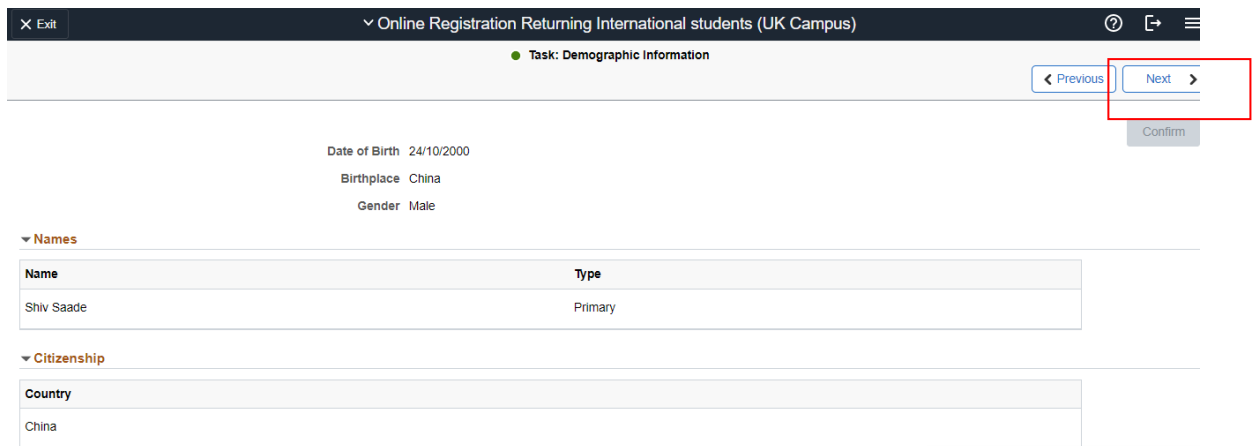 Exit
Online Registration Returning International students (UK Campus)
Task: Demographic Information
Previous
Next
Confirm
Date of Birth 24/10/2000
Birthplace China
Gender Male
Names
Name Type
Shiv Saade Primary
Citizenship
Country
China